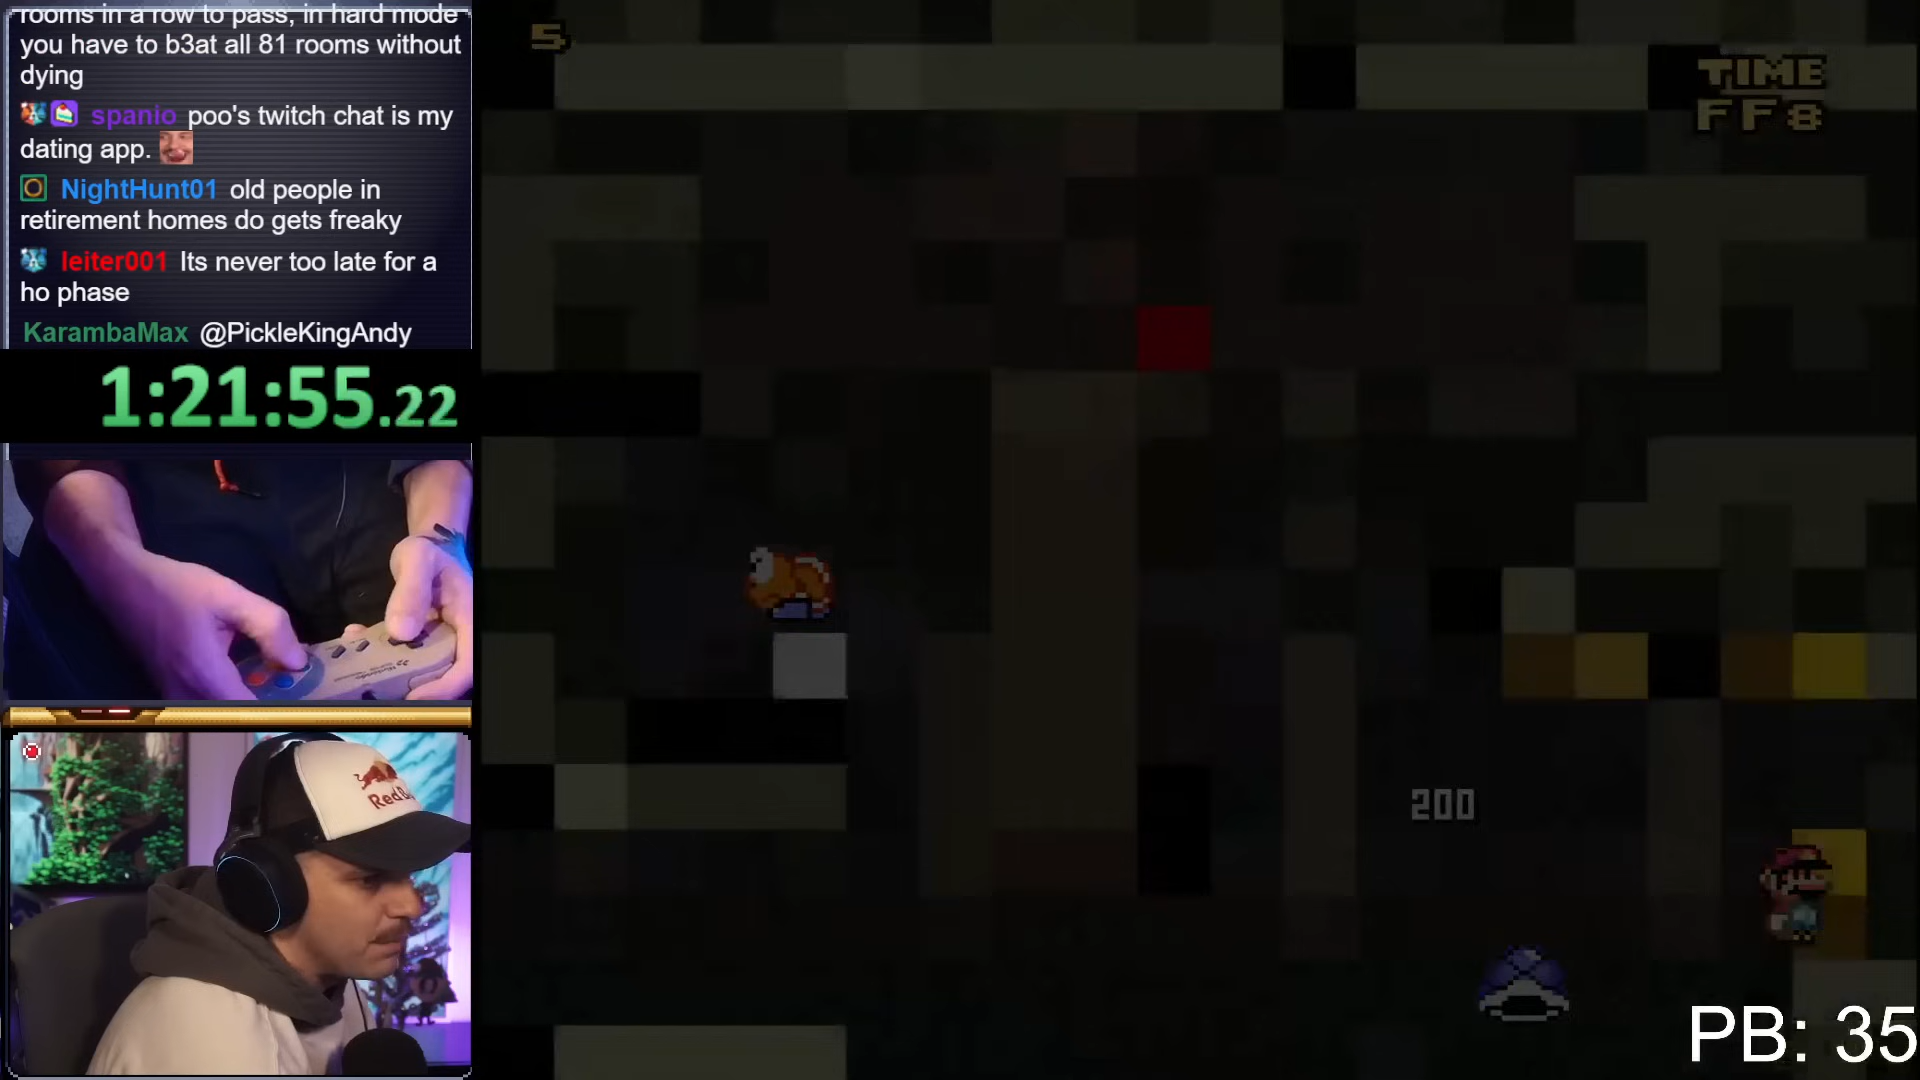 rooms in a row to pass, in hard mode
you have to b3at all 81 rooms without
dying
spanio poo's twitch chat is my
dating app.
NightHunt01 old people in
retirement homes do gets freaky
leiter001 Its never too late for a
ho phase
KarambaMax @PickleKingAndy
1:21:55.22
5
TIME
FF8
200
PB: 35